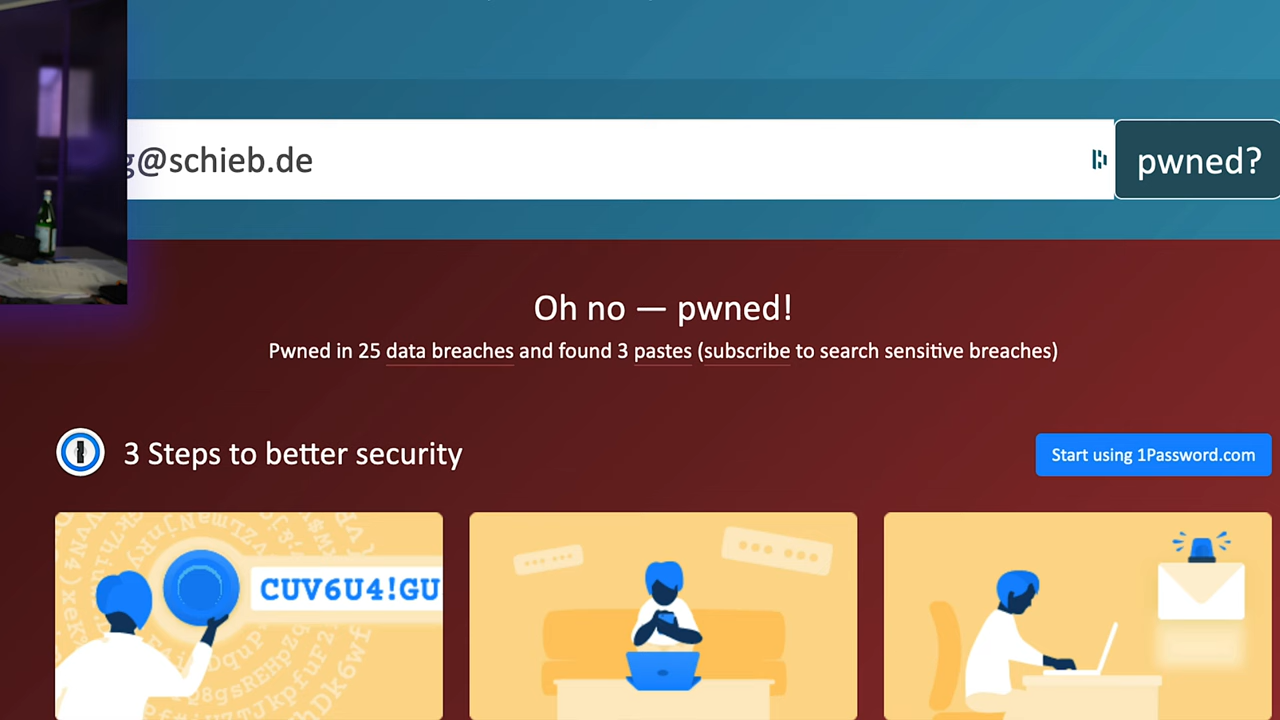 g@schieb.de
pwned?
Oh no — pwned!
Pwned in 25 data breaches and found 3 pastes (subscribe to search sensitive breaches)
3 Steps to better security
Start using 1Password.com
CUV6U4!GU